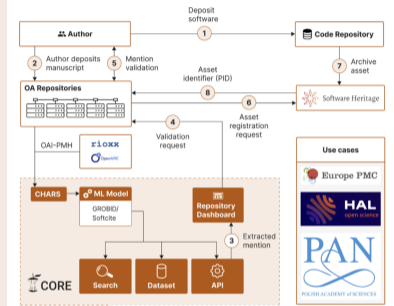 Deposit
software
Author
1
Code Repository
2
Author deposits
manuscript
5
Mention
validation
7
Archive
asset
Asset
identifier (PID)
8
OA Repositories
6
Software Heritage
4
Validation
request
Asset
registration
request
OAI-PMH
rioxx
OpenAIRE
Use cases
Europe PMC
HAL
open science
PAN
POLISH ACADEMY OF SCIENCES
CHARS
ML Model
GROBID/
Softcite
Repository
Dashboard
3
Extracted
mention
CORE
Search
Dataset
API